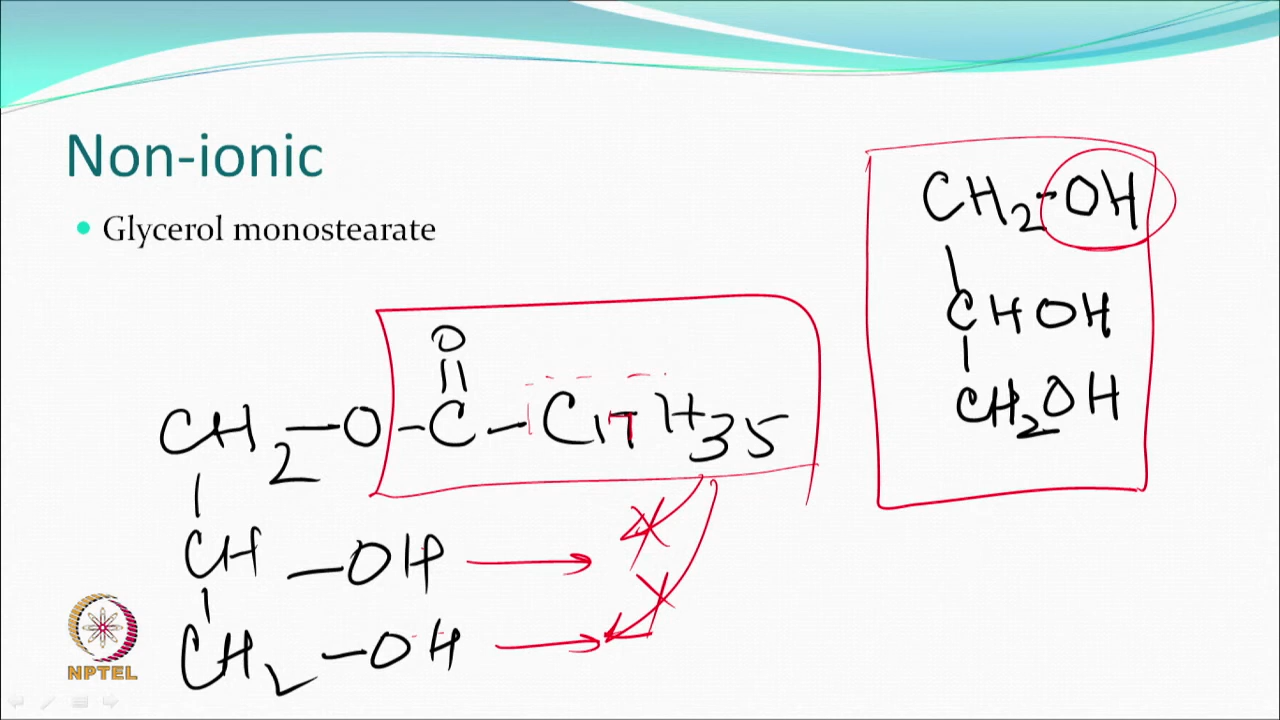 Non-ionic
Glycerol monostearate
CH2-OH
CHOH
CH2OH
O
CH2-O-C-C17H35
CH-OH
CH2-OH
NPTEL